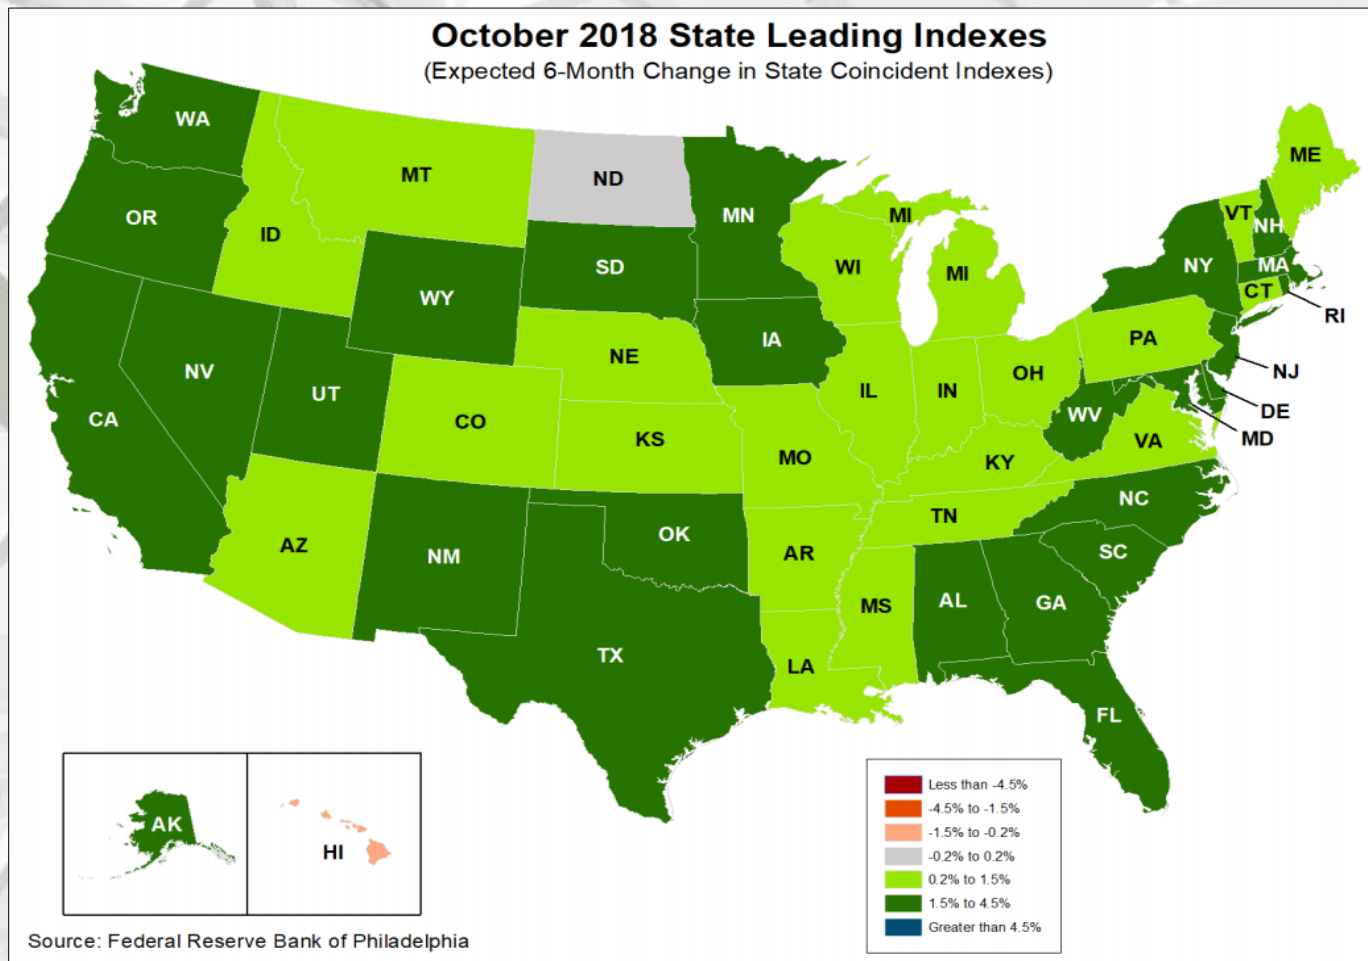 October 2018 State Leading Indexes
(Expected 6-Month Change in State Coincident Indexes)
WA
MT
ND
MN
ME
OR
ID
SD
WI
MI
MI
VT
NH
NY
MA
CT
RI
WY
IA
NE
PA
NJ
NV
UT
CO
KS
IL
IN
OH
WV
DE
MD
CA
MO
KY
VA
AZ
NM
OK
AR
TN
NC
SC
MS
AL
GA
TX
LA
FL
AK
HI
Less than -4.5%
-4.5% to -1.5%
-1.5% to -0.2%
-0.2% to 0.2%
0.2% to 1.5%
1.5% to 4.5%
Greater than 4.5%
Source: Federal Reserve Bank of Philadelphia